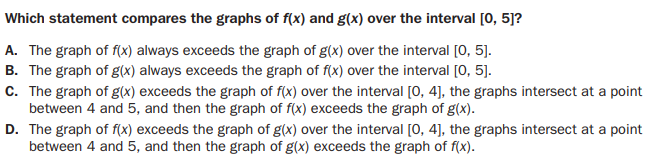 Which statement compares the graphs of f(x) and g(x) over the interval [0, 5]?
A. The graph of f(x) always exceeds the graph of g(x) over the interval [0, 5].
B. The graph of g(x) always exceeds the graph of f(x) over the interval [0, 5].
C. The graph of g(x) exceeds the graph of f(x) over the interval [0, 4], the graphs intersect at a point
between 4 and 5, and then the graph of f(x) exceeds the graph of g(x).
D. The graph of f(x) exceeds the graph of g(x) over the interval [0, 4], the graphs intersect at a point
between 4 and 5, and then the graph of g(x) exceeds the graph of f(x).